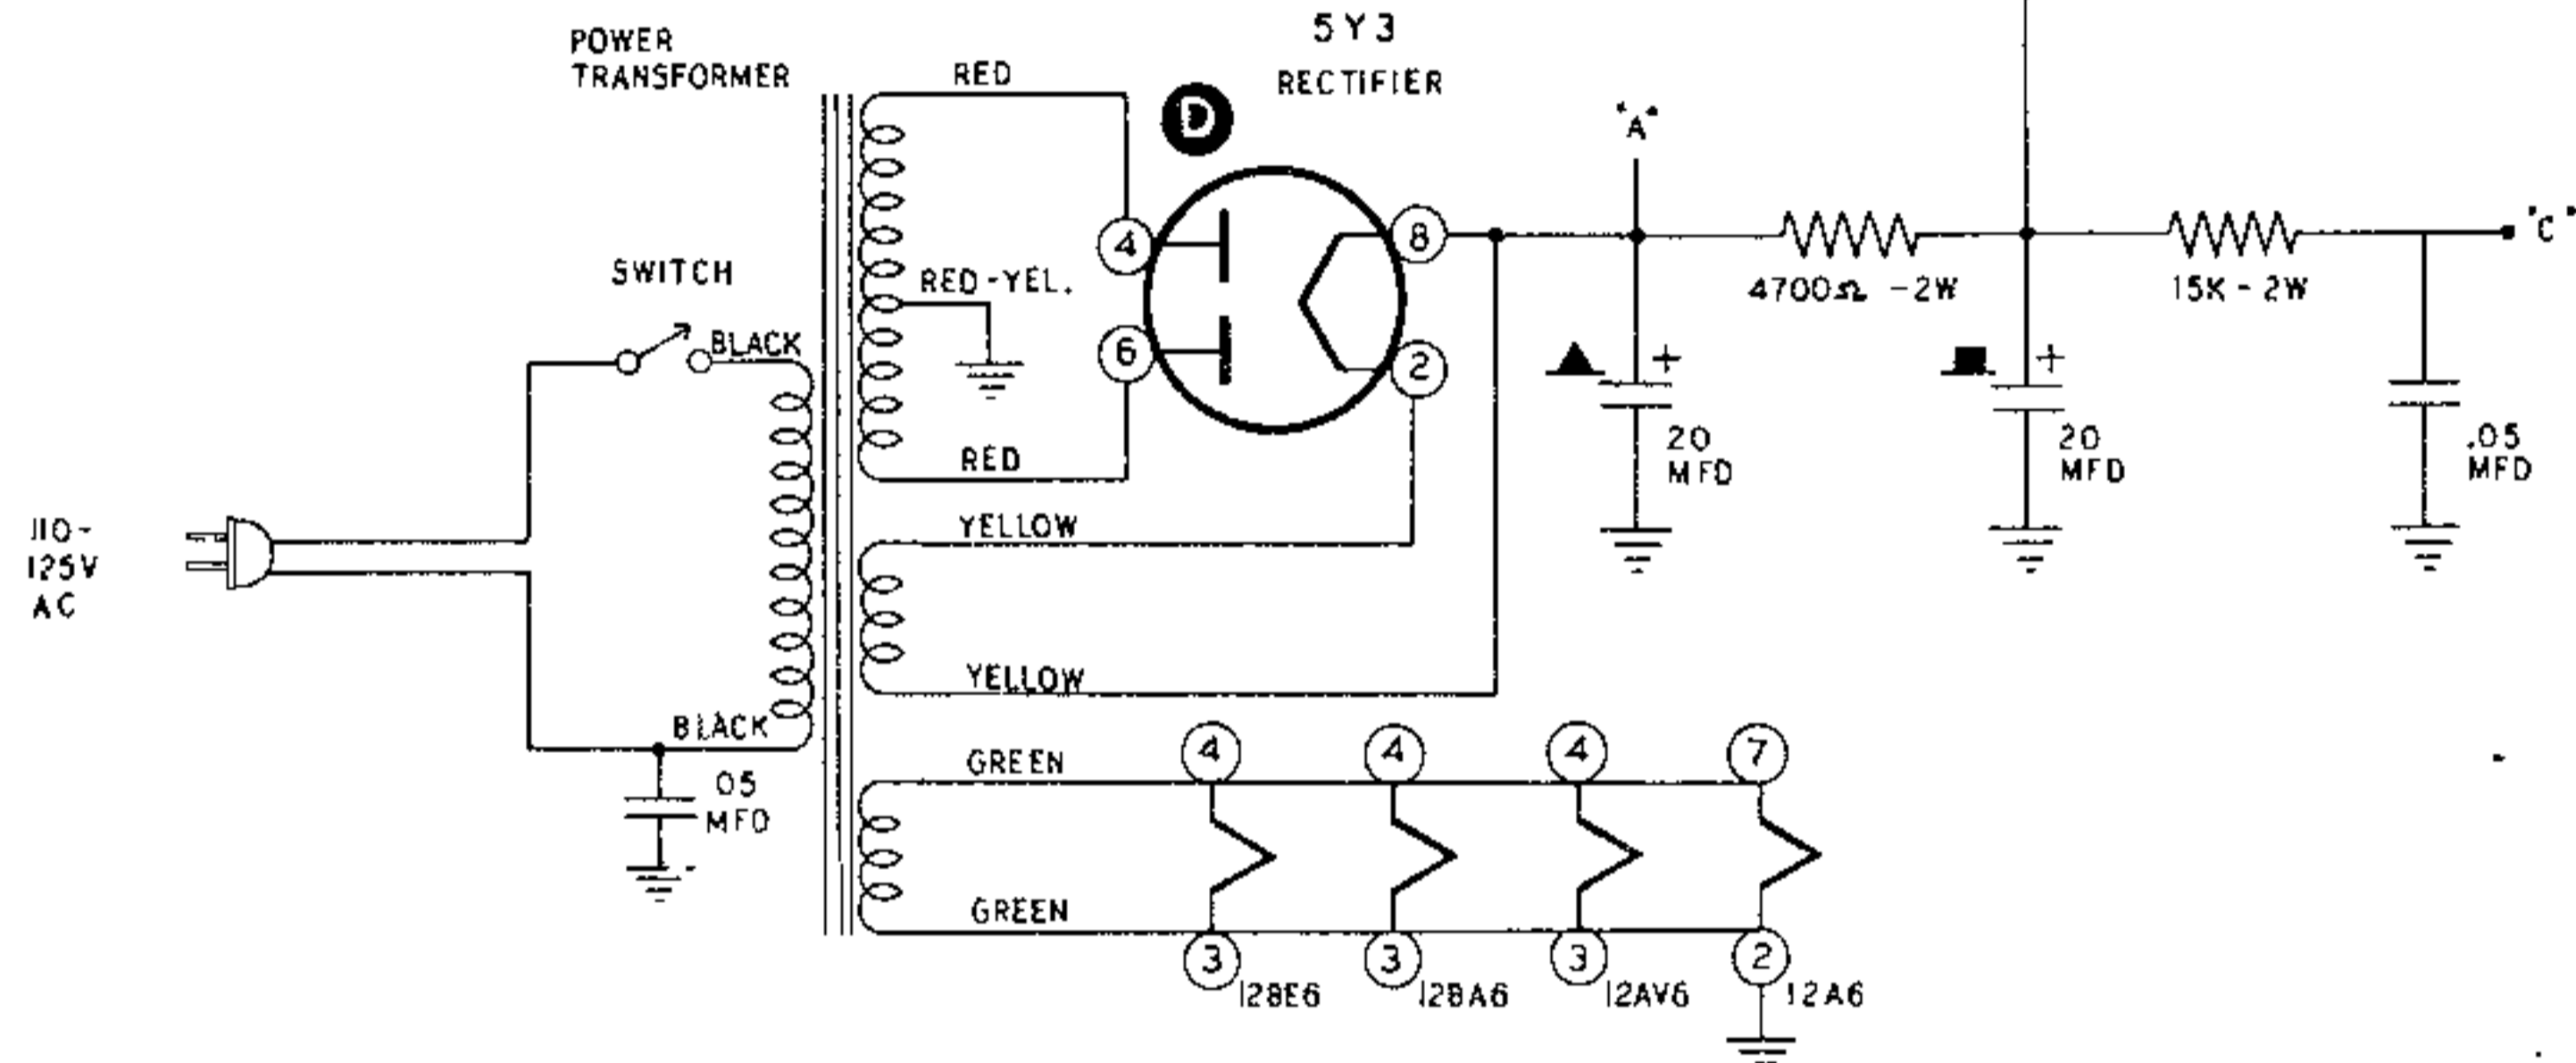 POWER
TRANSFORMER
RED
D
5Y3
RECTIFIER
"A"
4
8
"C"
RED-YEL.
4700Ω -2W
15K - 2W
SWITCH
BLACK
6
2
+
+
20
MFD
20
MFD
.05
MFD
RED
110-
125V
AC
YELLOW
YELLOW
BLACK
05
MFD
GREEN
4
4
4
7
GREEN
3
3
3
2
12BE6
12BA6
12AV6
12A6